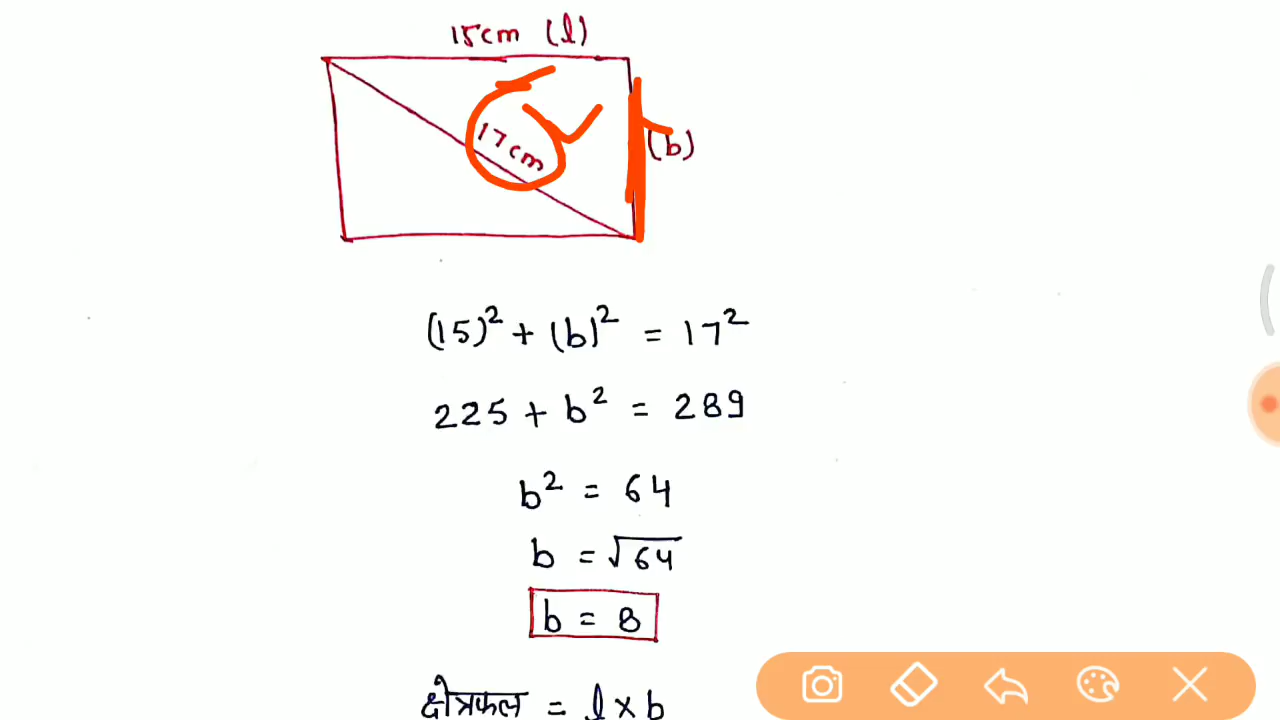 15cm (l)
17cm
(b)
(15)² + (b)² = 17²
225 + b² = 289
b² = 64
b = √64
b = 8
क्षेत्रफल = l × b